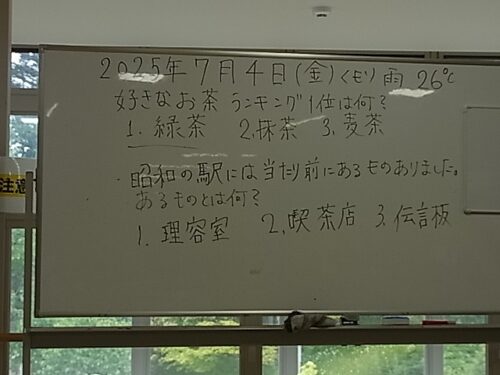 2025年7月4日(金)くもり雨 26℃
好きなお茶ランキング1位は何?
1. 緑茶 2.抹茶 3.麦茶
昭和の駅には当たり前にあるものありました。
あるものとは何?
1. 理容室 2.喫茶店 3.伝言板
注意